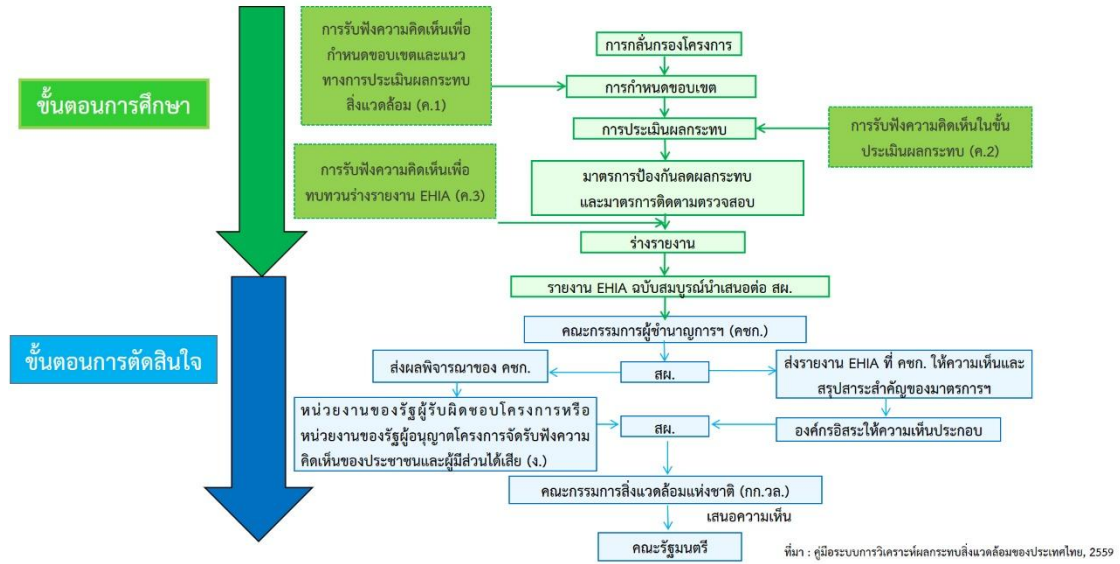 ขั้นตอนการศึกษา
การรับฟังความคิดเห็นเพื่อ
กำหนดขอบเขตและแนว
ทางการประเมินผลกระทบ
สิ่งแวดล้อม (ค.1)
การกลั่นกรองโครงการ
การกำหนดขอบเขต
การประเมินผลกระทบ
การรับฟังความคิดเห็นในขั้น
ประเมินผลกระทบ (ค.2)
การรับฟังความคิดเห็นเพื่อ
ทบทวนร่างรายงาน EHIA (ค.3)
มาตรการป้องกันลดผลกระทบ
และมาตรการติดตามตรวจสอบ
ร่างรายงาน
รายงาน EHIA ฉบับสมบูรณ์นำเสนอต่อ สผ.
ขั้นตอนการตัดสินใจ
คณะกรรมการผู้ชำนาญการฯ (คชก.)
ส่งผลพิจารณาของ คชก.
สผ.
ส่งรายงาน EHIA ที่ คชก. ให้ความเห็นและ
สรุปสาระสำคัญของมาตรการฯ
หน่วยงานของรัฐผู้รับผิดชอบโครงการหรือ
หน่วยงานของรัฐผู้อนุญาตโครงการจัดรับฟังความ
คิดเห็นของประชาชนและผู้มีส่วนได้เสีย (ง.)
สผ.
องค์กรอิสระให้ความเห็นประกอบ
คณะกรรมการสิ่งแวดล้อมแห่งชาติ (กก.วล.)
เสนอความเห็น
คณะรัฐมนตรี
ที่มา : คู่มือระบบการวิเคราะห์ผลกระทบสิ่งแวดล้อมของประเทศไทย, 2559